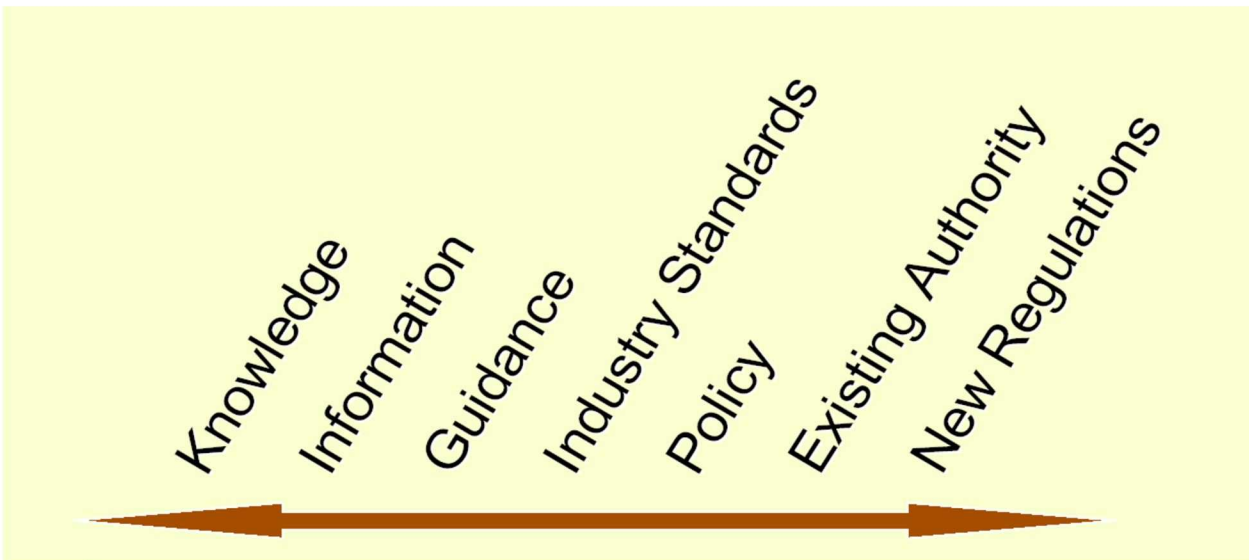 Knowledge
Information
Guidance
Industry Standards
Policy
Existing Authority
New Regulations